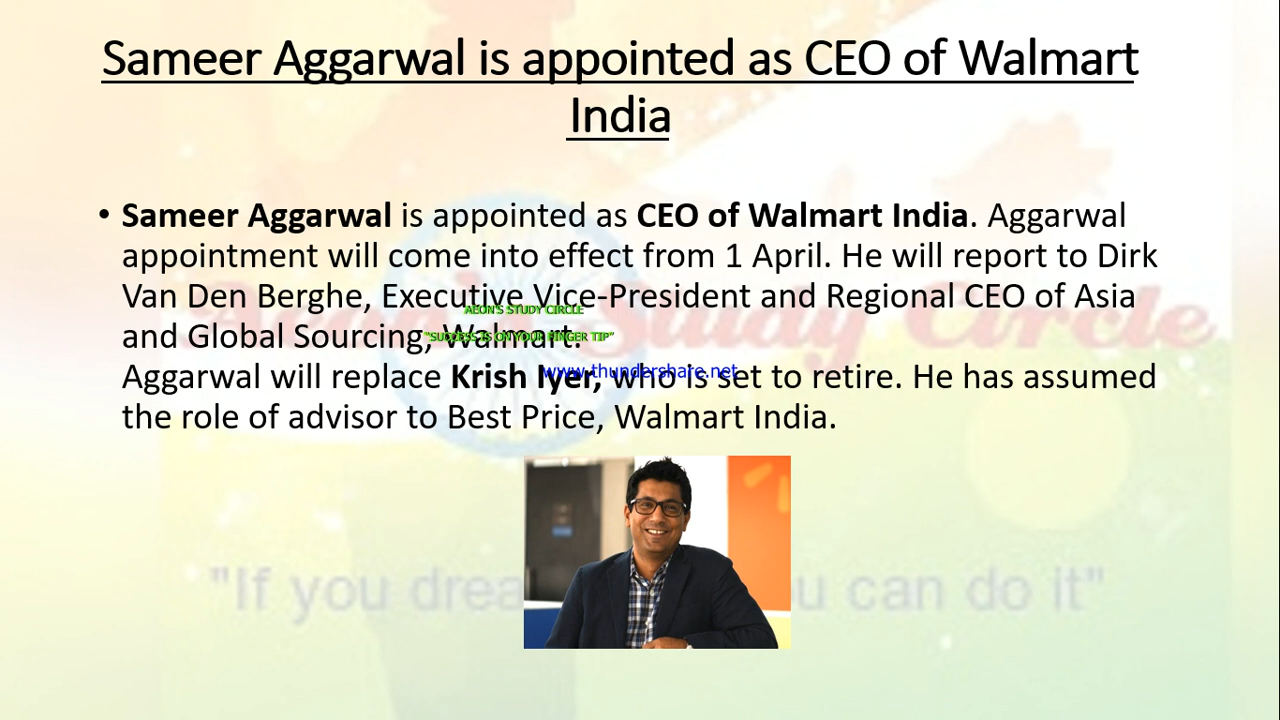 Sameer Aggarwal is appointed as CEO of Walmart
India
• Sameer Aggarwal is appointed as CEO of Walmart India. Aggarwal
appointment will come into effect from 1 April. He will report to Dirk
Van Den Berghe, Executive Vice-President and Regional CEO of Asia
AEON'S STUDY CIRCLE
and Global Sourcing, Walmart.
"SUCCESS IS ON YOUR FINGER TIP"
www.thundershare.net
Aggarwal will replace Krish Iyer, who is set to retire. He has assumed
the role of advisor to Best Price, Walmart India.
Study Circle
"If you drea u can do it"